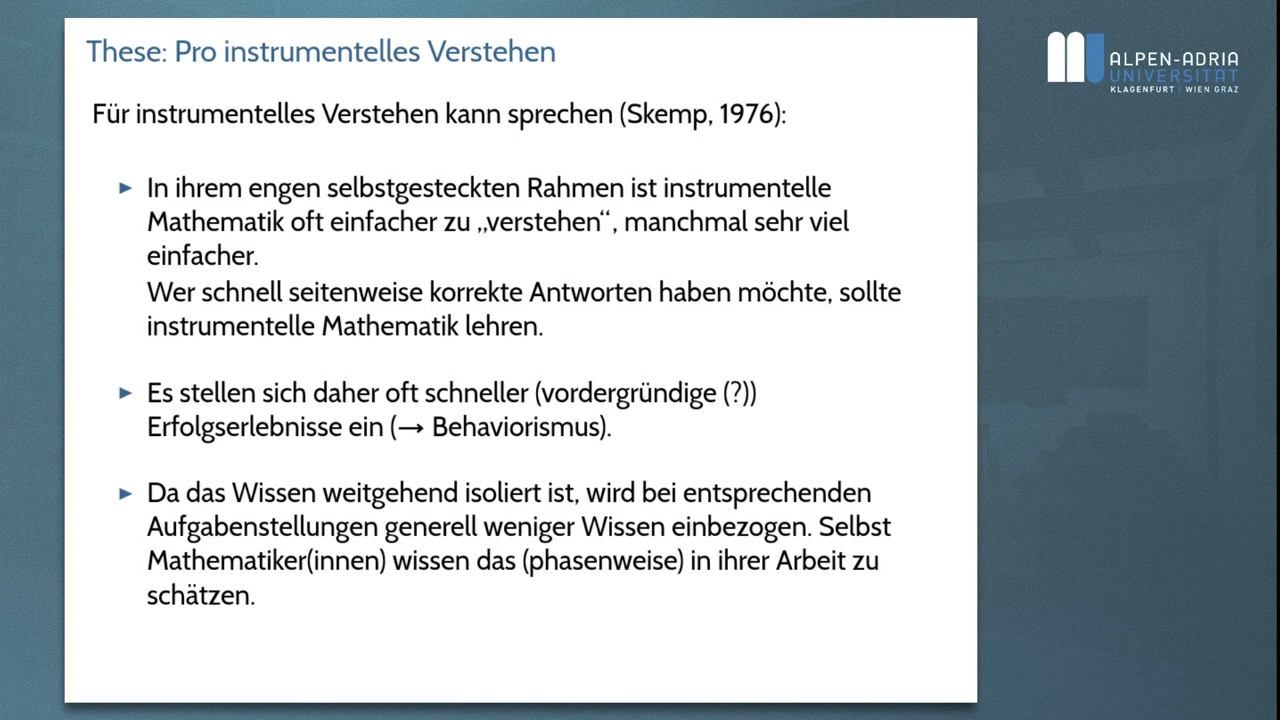 These: Pro instrumentelles Verstehen
Für instrumentelles Verstehen kann sprechen (Skemp, 1976):
► In ihrem engen selbstgesteckten Rahmen ist instrumentelle
Mathematik oft einfacher zu „verstehen“, manchmal sehr viel
einfacher.
Wer schnell seitenweise korrekte Antworten haben möchte, sollte
instrumentelle Mathematik lehren.
► Es stellen sich daher oft schneller (vordergründige (?))
Erfolgserlebnisse ein (→ Behaviorismus).
► Da das Wissen weitgehend isoliert ist, wird bei entsprechenden
Aufgabenstellungen generell weniger Wissen einbezogen. Selbst
Mathematiker(innen) wissen das (phasenweise) in ihrer Arbeit zu
schätzen.
ALPEN-ADRIA
UNIVERSITÄT
KLAGENFURT | WIEN GRAZ